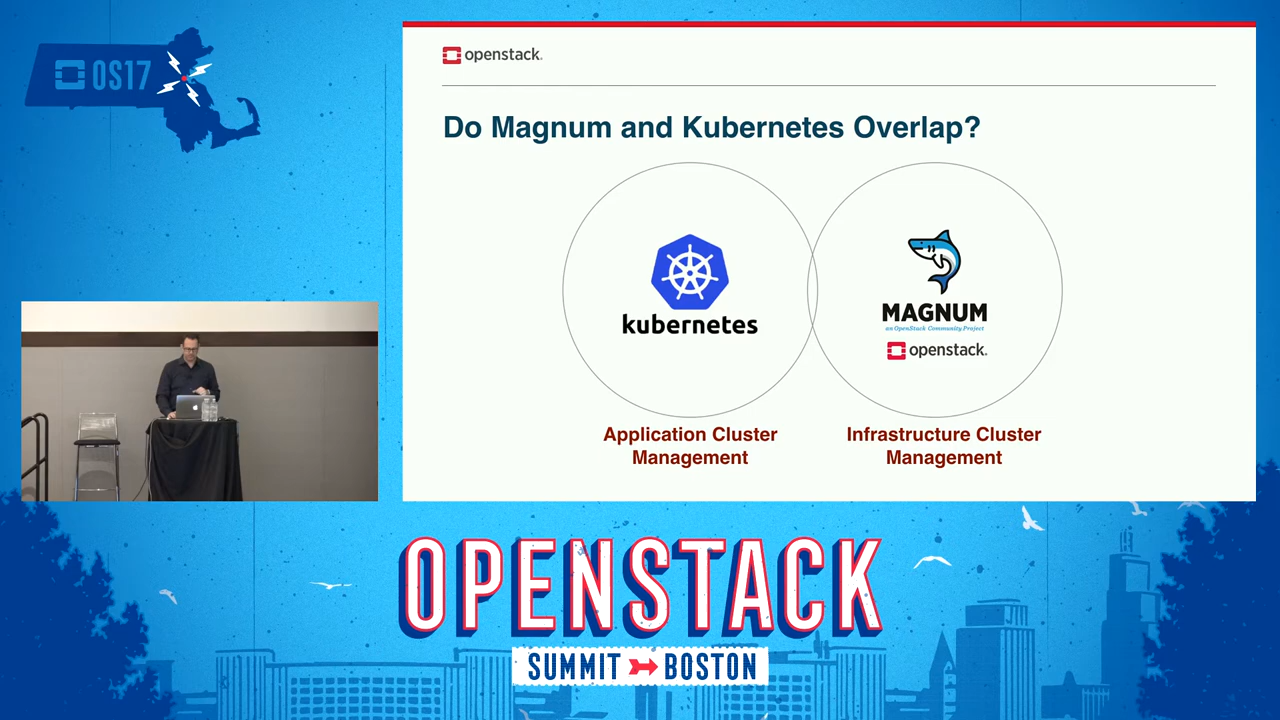 OS17
openstack.
Do Magnum and Kubernetes Overlap?
kubernetes
MAGNUM
an OpenStack Community Project
openstack.
Application Cluster
Management
Infrastructure Cluster
Management
OPENSTACK
SUMMIT BOSTON